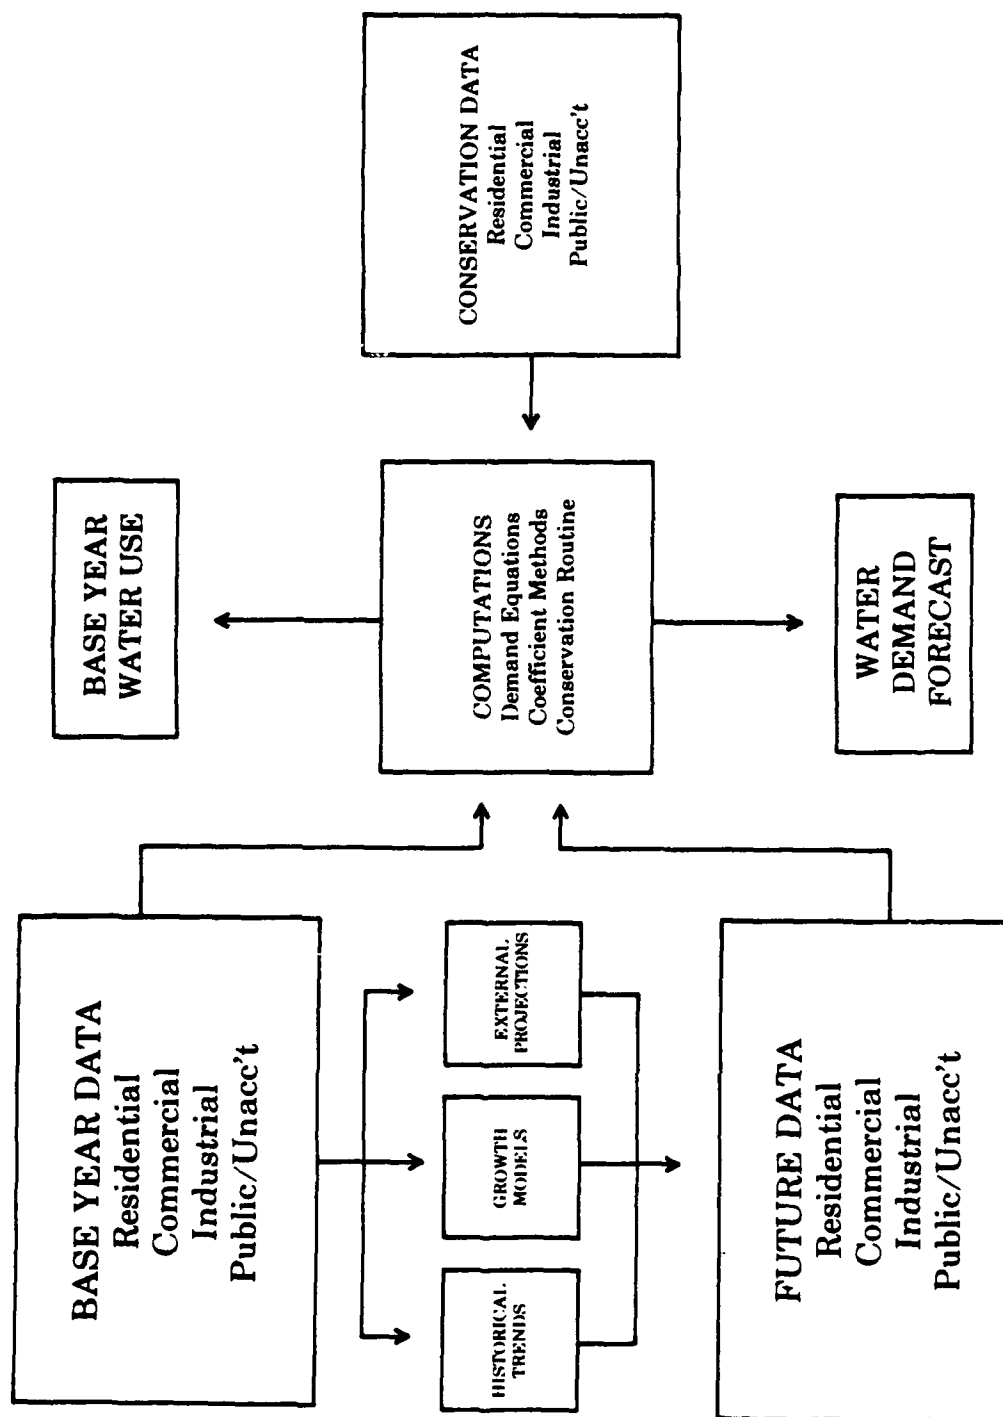 BASE YEAR DATA
Residential
Commercial
Industrial
Public/Unacc't
HISTORICAL
TRENDS
GROWTH
MODELS
EXTERNAL
PROJECTIONS
FUTURE DATA
Residential
Commercial
Industrial
Public/Unacc't
BASE YEAR
WATER USE
COMPUTATIONS
Demand Equations
Coefficient Methods
Conservation Routine
WATER
DEMAND
FORECAST
CONSERVATION DATA
Residential
Commercial
Industrial
Public/Unacc't